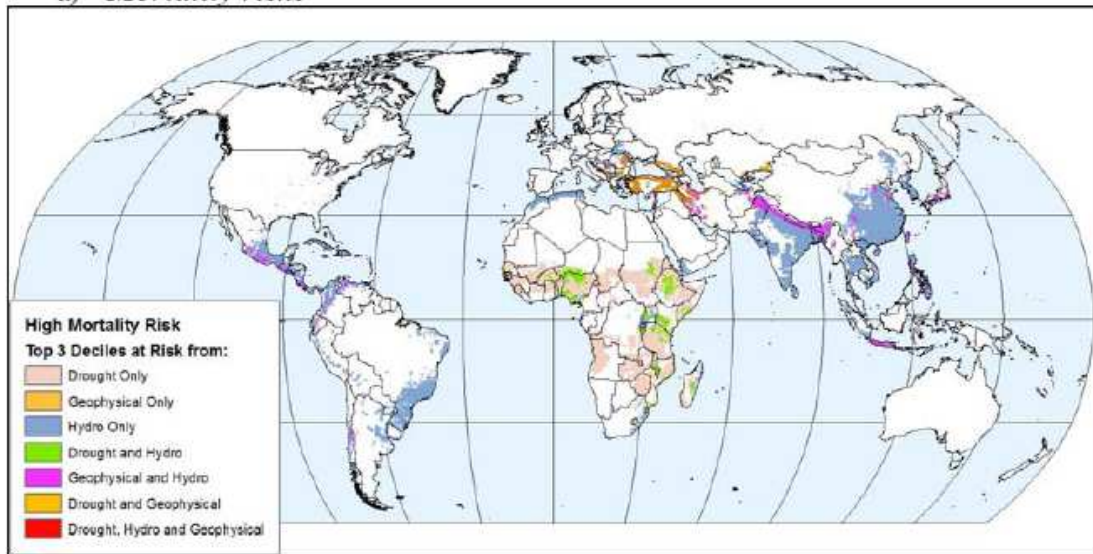 High Mortality Risk
Top 3 Deciles at Risk from:
Drought Only
Geophysical Only
Hydro Only
Drought and Hydro
Geophysical and Hydro
Drought and Geophysical
Drought, Hydro and Geophysical